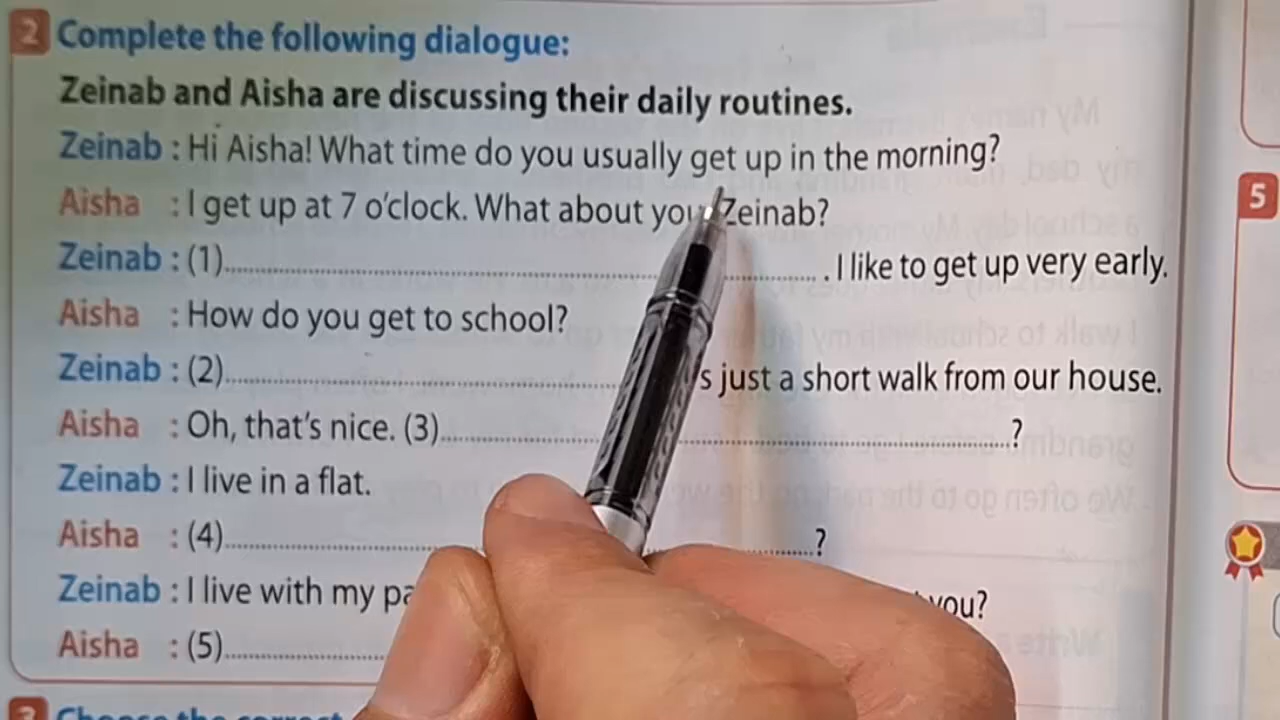 2 Complete the following dialogue:
Zeinab and Aisha are discussing their daily routines.
Zeinab : Hi Aisha! What time do you usually get up in the morning?
Aisha : I get up at 7 o'clock. What about you Zeinab?
Zeinab : (1)........ . I like to get up very early.
Aisha : How do you get to school?
Zeinab : (2)........ 's just a short walk from our house.
Aisha : Oh, that's nice. (3)........?
Zeinab : I live in a flat.
Aisha : (4)........?
Zeinab : I live with my you?
Aisha : (5)........
3 Choose the correct
5